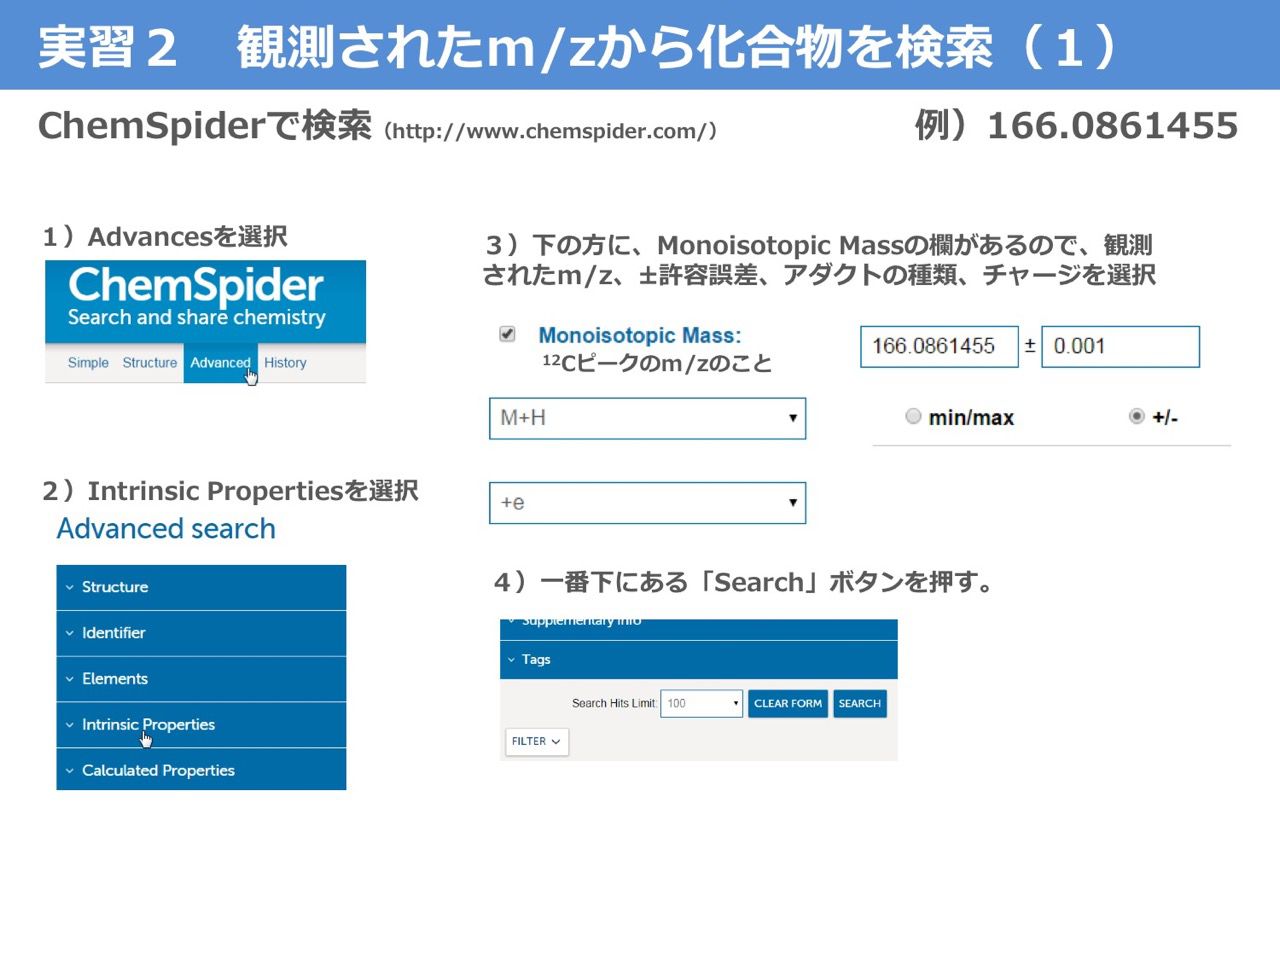 実習２　観測されたm/zから化合物を検索（１）
ChemSpiderで検索（http://www.chemspider.com/）
例）166.0861455
１）Advancesを選択
ChemSpider
Search and share chemistry
Simple Structure Advanced History
２）Intrinsic Propertiesを選択
Advanced search
Structure
Identifier
Elements
Intrinsic Properties
Calculated Properties
３）下の方に、Monoisotopic Massの欄があるので、観測
されたm/z、±許容誤差、アダクトの種類、チャージを選択
Monoisotopic Mass:
¹²Cピークのm/zのこと
166.0861455 ± 0.001
M+H
min/max +/-
+e
４）一番下にある「Search」ボタンを押す。
Supplementary Info
Tags
Search Hits Limit: 100 CLEAR FORM SEARCH
FILTER